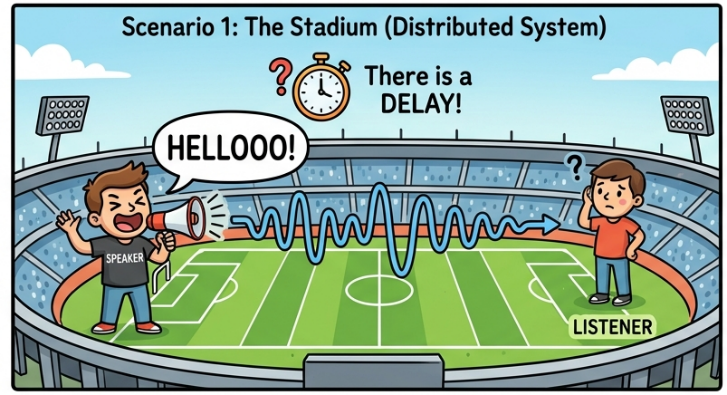 Scenario 1: The Stadium (Distributed System)
?
There is a
DELAY!
HELLOOO!
?
SPEAKER
LISTENER